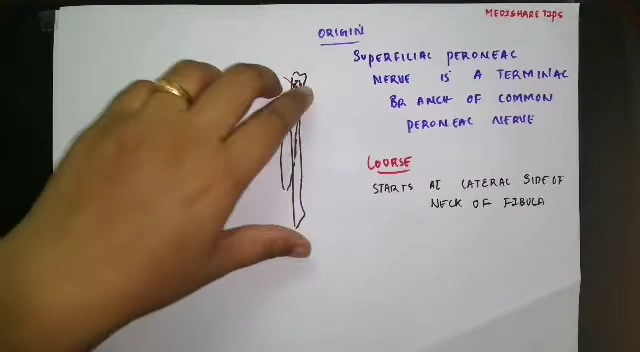 MEDISHARE TIPS
ORIGIN
SUPERFILIAL PERONEAL
NERVE IS A TERMINAL
BRANCH OF COMMON
PERONEAL NERVE
COURSE
STARTS AT LATERAL SIDE OF
NECK OF FIBULA